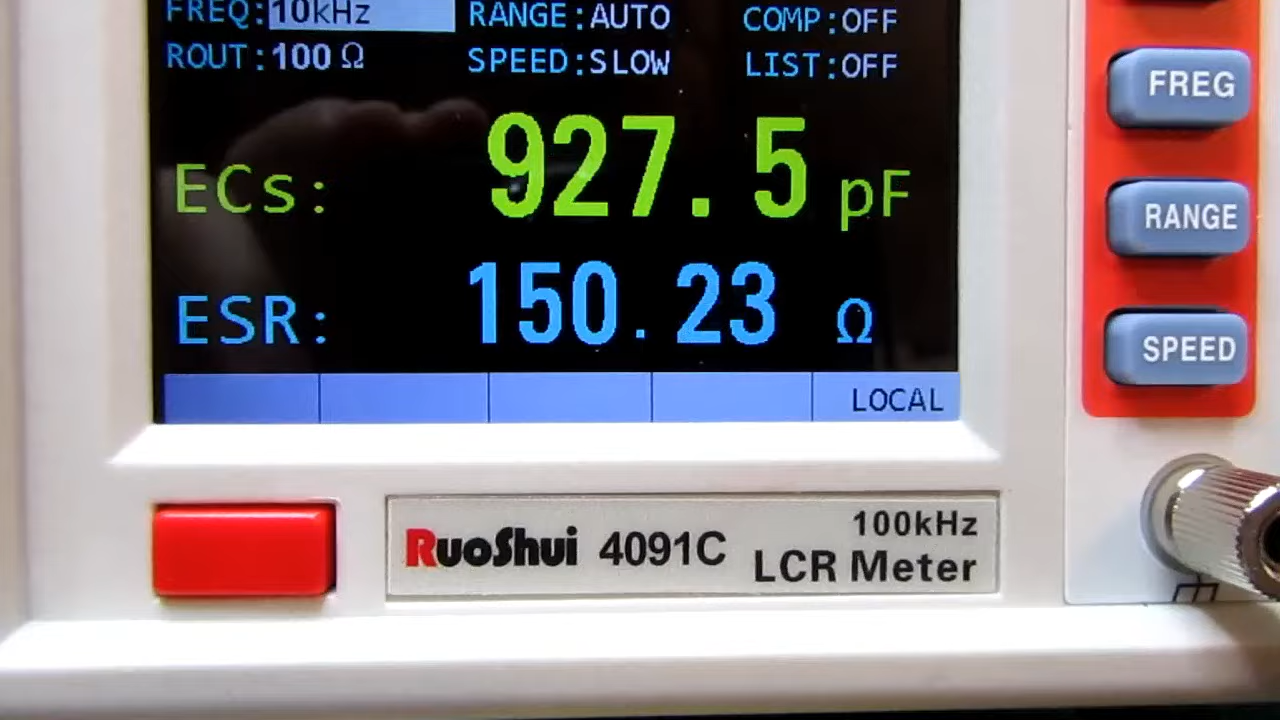 FREQ:10kHz RANGE:AUTO COMP:OFF
ROUT:100 Ω SPEED:SLOW LIST:OFF
ECs: 927.5 pF
ESR: 150.23 Ω
LOCAL
RuoShui 4091C 100kHz
LCR Meter
FREG
RANGE
SPEED